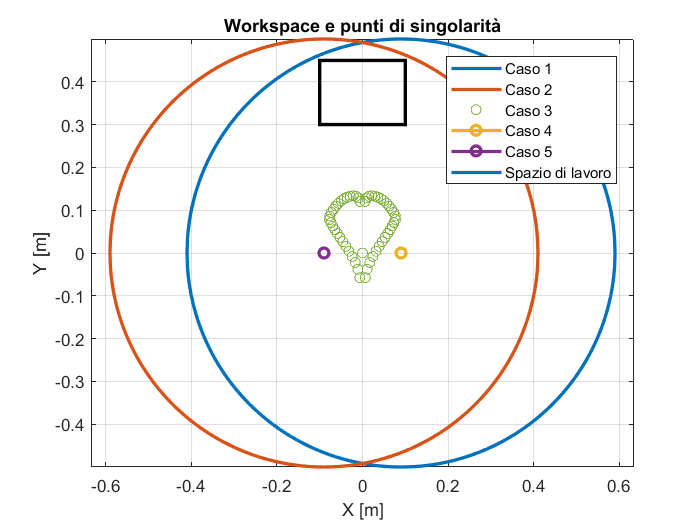 Workspace e punti di singolarità
Y [m]
0.4
0.3
0.2
0.1
0
-0.1
-0.2
-0.3
-0.4
Caso 1
Caso 2
Caso 3
Caso 4
Caso 5
Spazio di lavoro
-0.6 -0.4 -0.2 0 0.2 0.4 0.6
X [m]